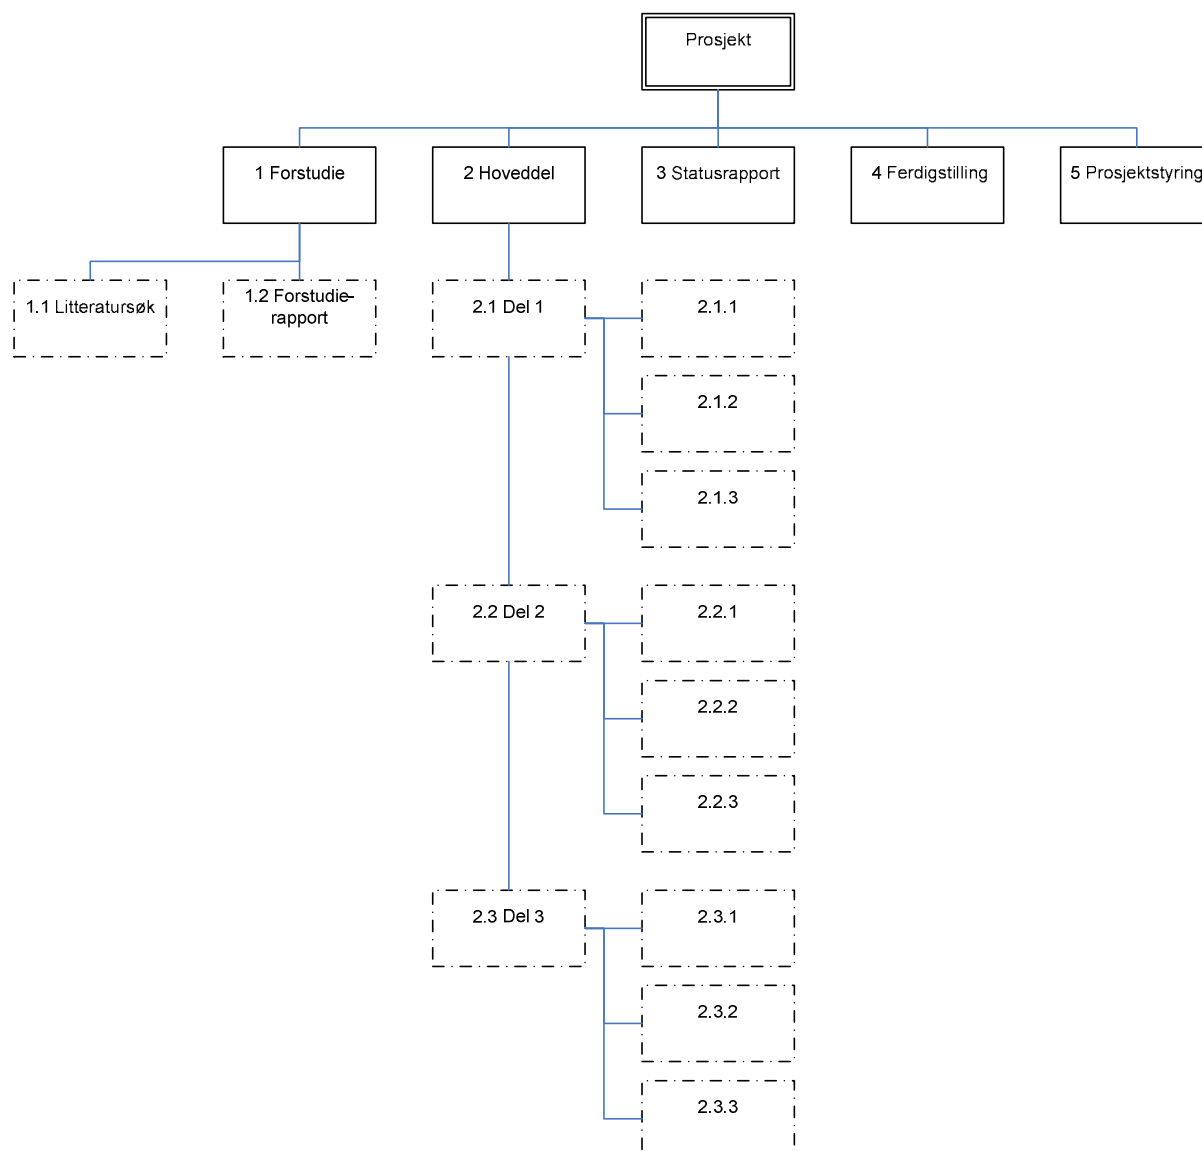 Prosjekt
1 Forstudie
2 Hoveddel
3 Statusrapport
4 Ferdigstilling
5 Prosjektstyring
1.1 Litteratursøk
1.2 Forstudie-
rapport
2.1 Del 1
2.1.1
2.1.2
2.1.3
2.2 Del 2
2.2.1
2.2.2
2.2.3
2.3 Del 3
2.3.1
2.3.2
2.3.3